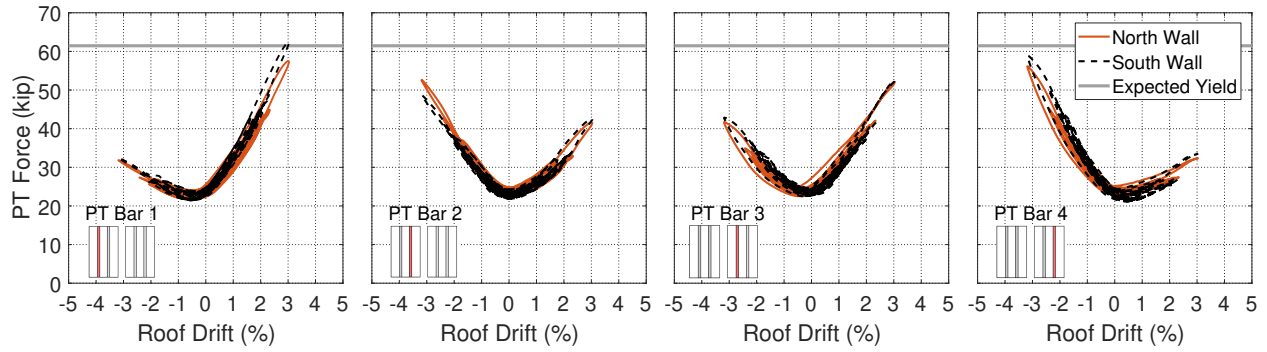 70
60
50
40
30
20
10
0
PT Force (kip)
PT Bar 1
-5 -4 -3 -2 -1 0 1 2 3 4 5
Roof Drift (%)
PT Bar 2
-5 -4 -3 -2 -1 0 1 2 3 4 5
Roof Drift (%)
PT Bar 3
-5 -4 -3 -2 -1 0 1 2 3 4 5
Roof Drift (%)
North Wall
South Wall
Expected Yield
PT Bar 4
-5 -4 -3 -2 -1 0 1 2 3 4 5
Roof Drift (%)